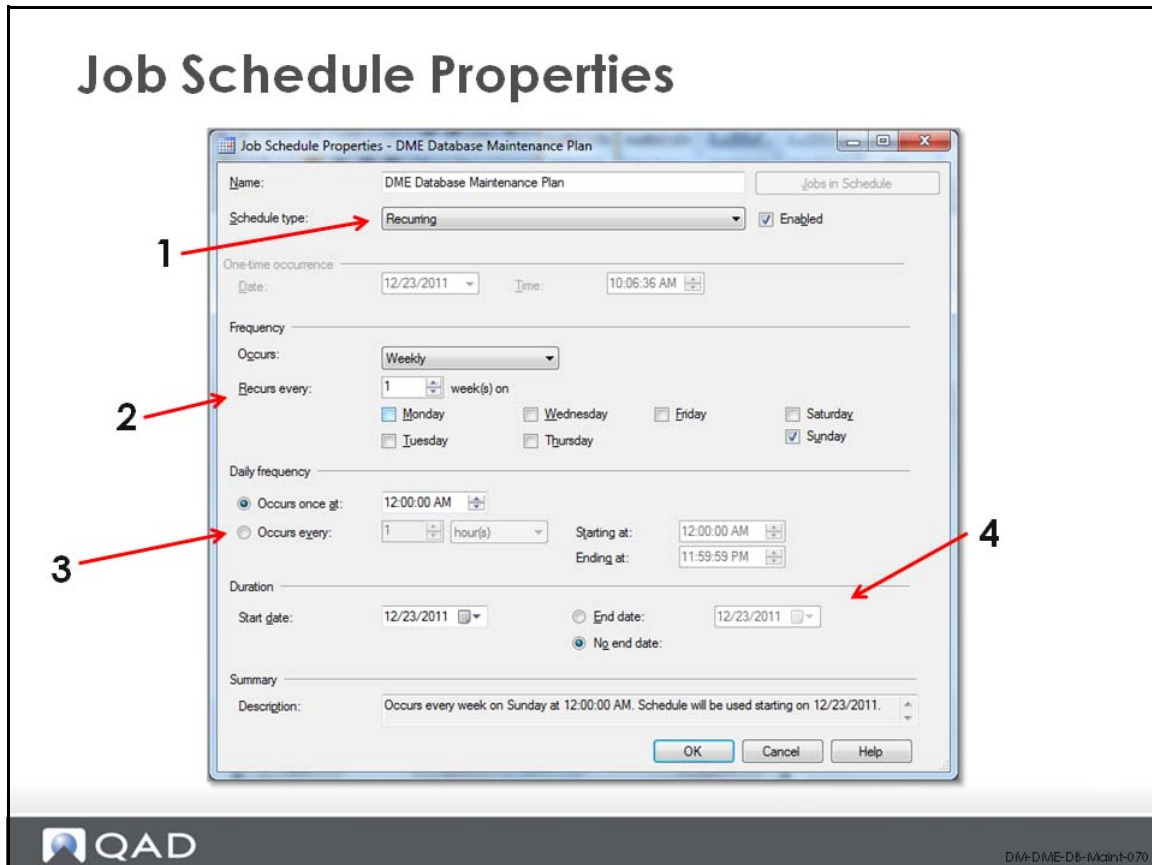 Job Schedule Properties
Job Schedule Properties - DME Database Maintenance Plan
Name: DME Database Maintenance Plan Jobs in Schedule
Schedule type: Recurring Enabled
1
One-time occurrence
Date: 12/23/2011 Time: 10:06:36 AM
Frequency
Occurs: Weekly
Recurs every: 1 week(s) on
2
Monday Wednesday Friday Saturday
Tuesday Thursday Sunday
Daily frequency
Occurs once at: 12:00:00 AM
Occurs every: 1 hour(s) Starting at: 12:00:00 AM
Ending at: 11:59:59 PM
3
4
Duration
Start date: 12/23/2011 End date: 12/23/2011
No end date:
Summary
Description: Occurs every week on Sunday at 12:00:00 AM. Schedule will be used starting on 12/23/2011.
OK Cancel Help
QAD
DM-DME-DB-Maint-070